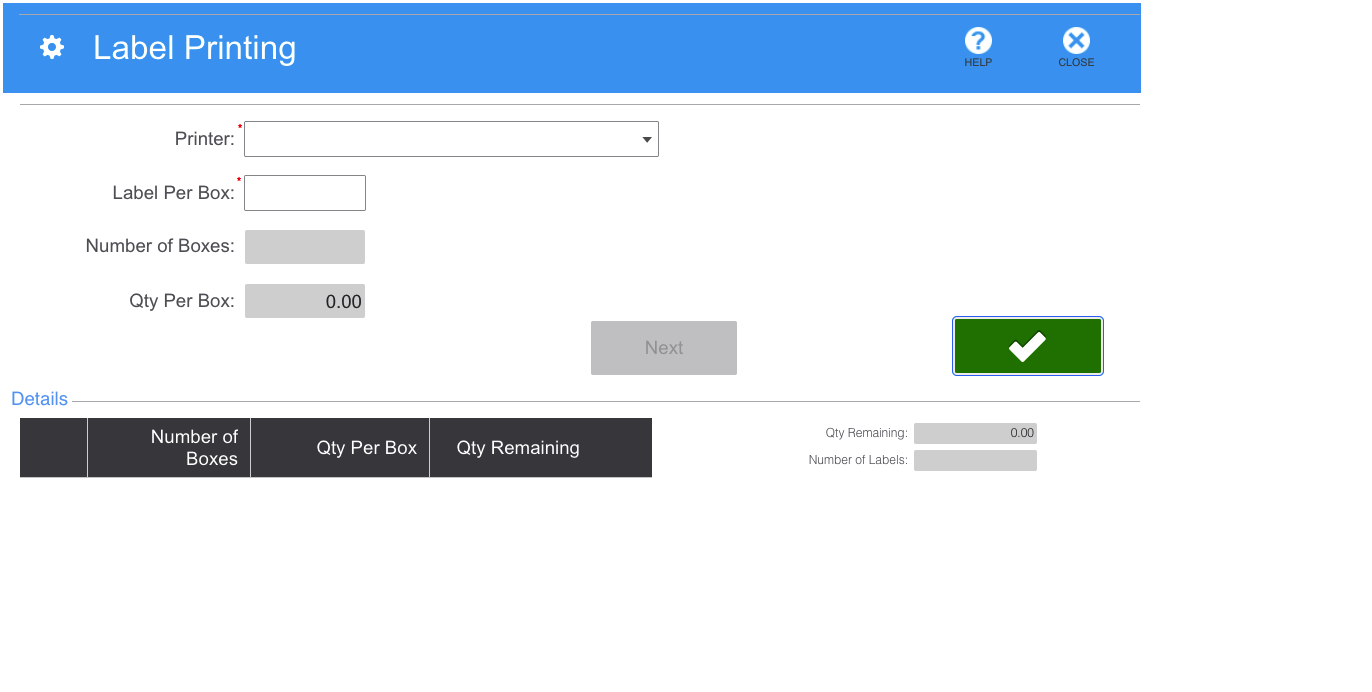 Label Printing
? HELP
CLOSE
Printer:*
Label Per Box:*
Number of Boxes:
Qty Per Box: 0.00
Next
Details
Number of
Boxes
Qty Per Box
Qty Remaining
Qty Remaining: 0.00
Number of Labels: